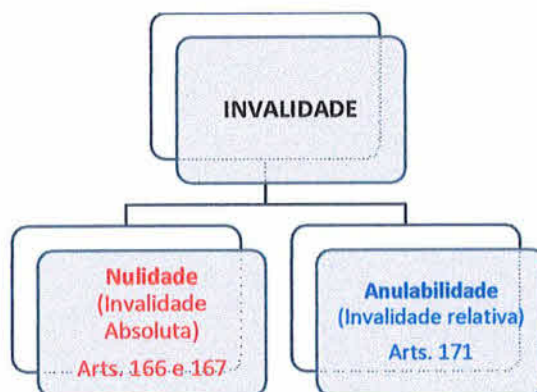 INVALIDADE
Nulidade
(Invalidade
Absoluta)
Arts. 166 e 167
Anulabilidade
(Invalidade relativa)
Arts. 171